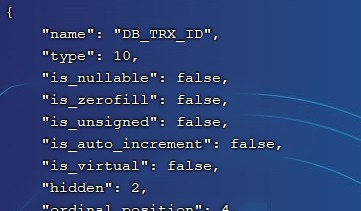 {
"name": "DB_TRX_ID",
"type": 10,
"is_nullable": false,
"is_zerofill": false,
"is_unsigned": false,
"is_auto_increment": false,
"is_virtual": false,
"hidden": 2,
"ordinal_position": 4